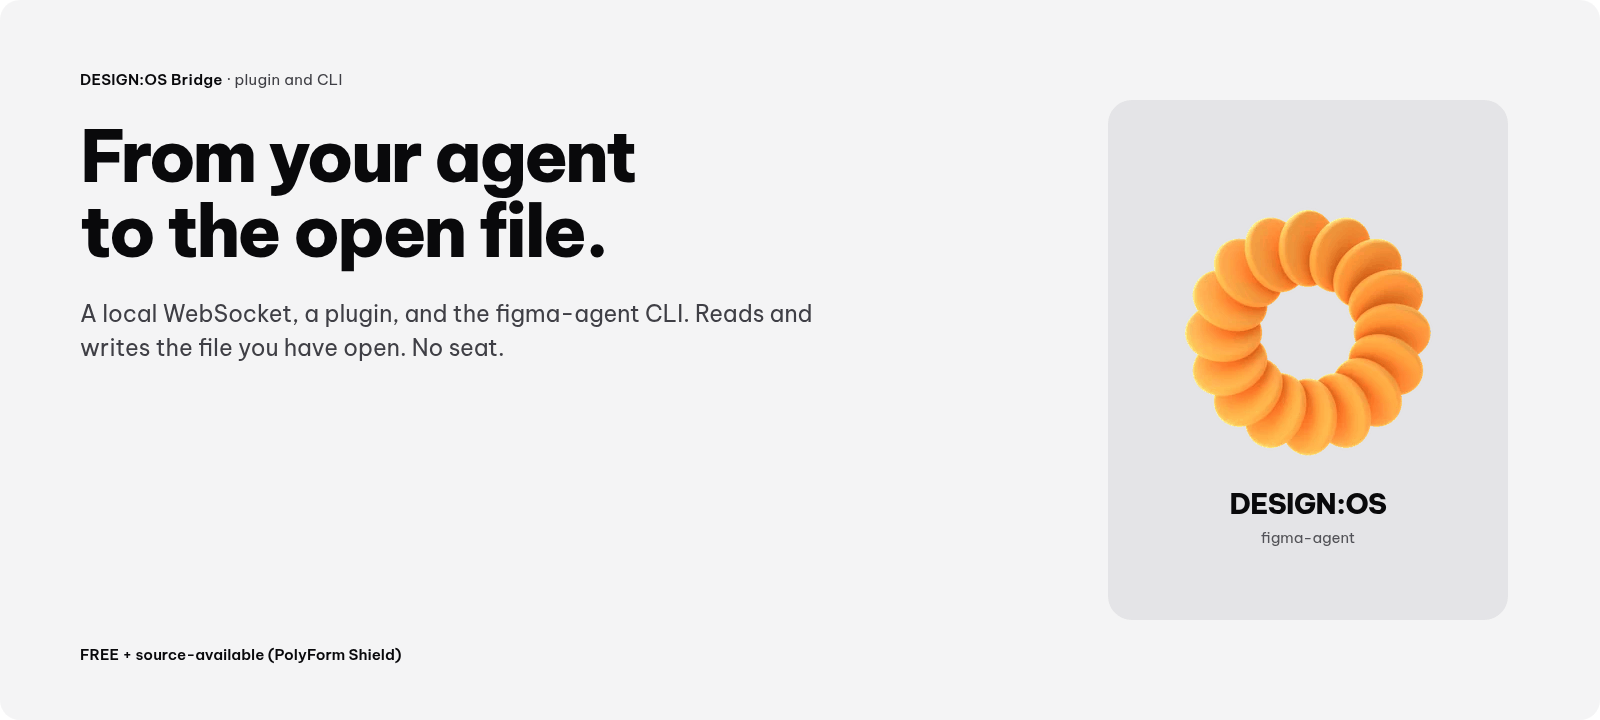 DESIGN:OS Bridge · plugin and CLI
From your agent
to the open file.
A local WebSocket, a plugin, and the figma-agent CLI. Reads and
writes the file you have open. No seat.
DESIGN:OS
figma-agent
FREE + source-available (PolyForm Shield)